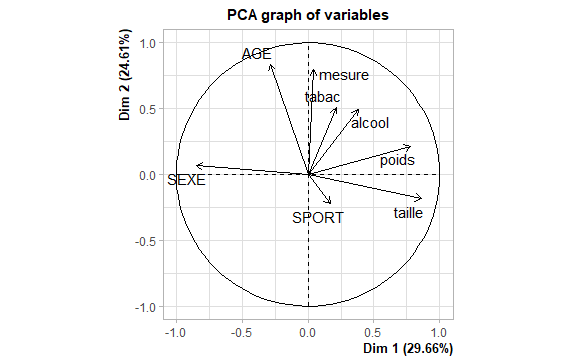 PCA graph of variables
Dim 2 (24.61%)
1.0
0.5
0.0
-0.5
-1.0
AGE
mesure
tabac
alcool
poids
SEXE
taille
SPORT
-1.0 -0.5 0.0 0.5 1.0
Dim 1 (29.66%)